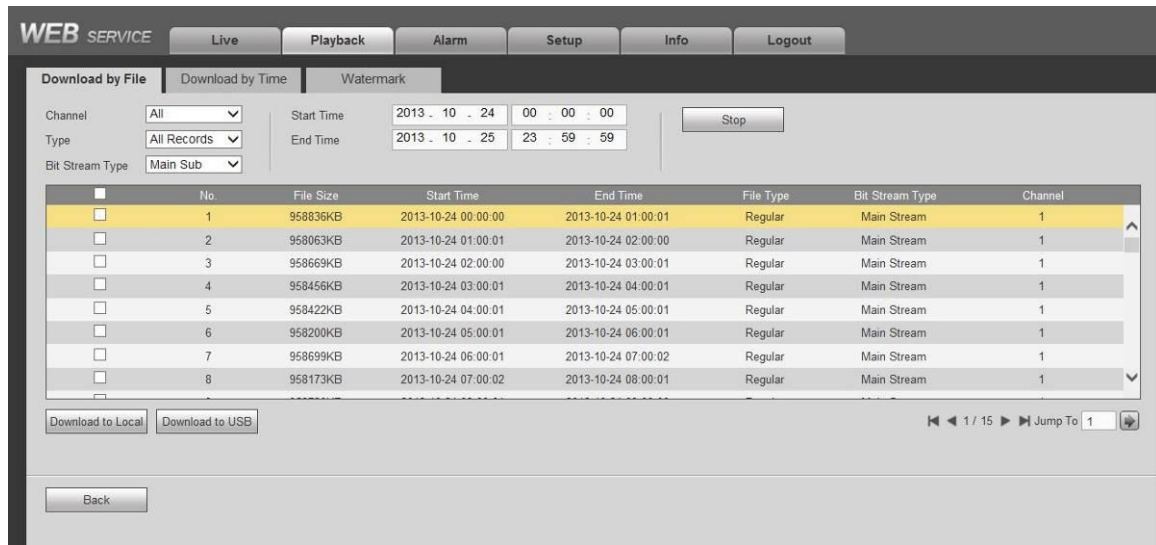 WEB SERVICE Live Playback Alarm Setup Info Logout
Download by File Download by Time Watermark
Channel All Start Time 2013 . 10 . 24 00 : 00 : 00 Stop
Type All Records End Time 2013 . 10 . 25 23 : 59 : 59
Bit Stream Type Main Sub
No. File Size Start Time End Time File Type Bit Stream Type Channel
1 958836KB 2013-10-24 00:00:00 2013-10-24 01:00:01 Regular Main Stream 1
2 958063KB 2013-10-24 01:00:01 2013-10-24 02:00:00 Regular Main Stream 1
3 958669KB 2013-10-24 02:00:00 2013-10-24 03:00:01 Regular Main Stream 1
4 958456KB 2013-10-24 03:00:01 2013-10-24 04:00:01 Regular Main Stream 1
5 958422KB 2013-10-24 04:00:01 2013-10-24 05:00:01 Regular Main Stream 1
6 958200KB 2013-10-24 05:00:01 2013-10-24 06:00:01 Regular Main Stream 1
7 958699KB 2013-10-24 06:00:01 2013-10-24 07:00:02 Regular Main Stream 1
8 958173KB 2013-10-24 07:00:02 2013-10-24 08:00:01 Regular Main Stream 1
Download to Local Download to USB 1 / 15 Jump To 1
Back